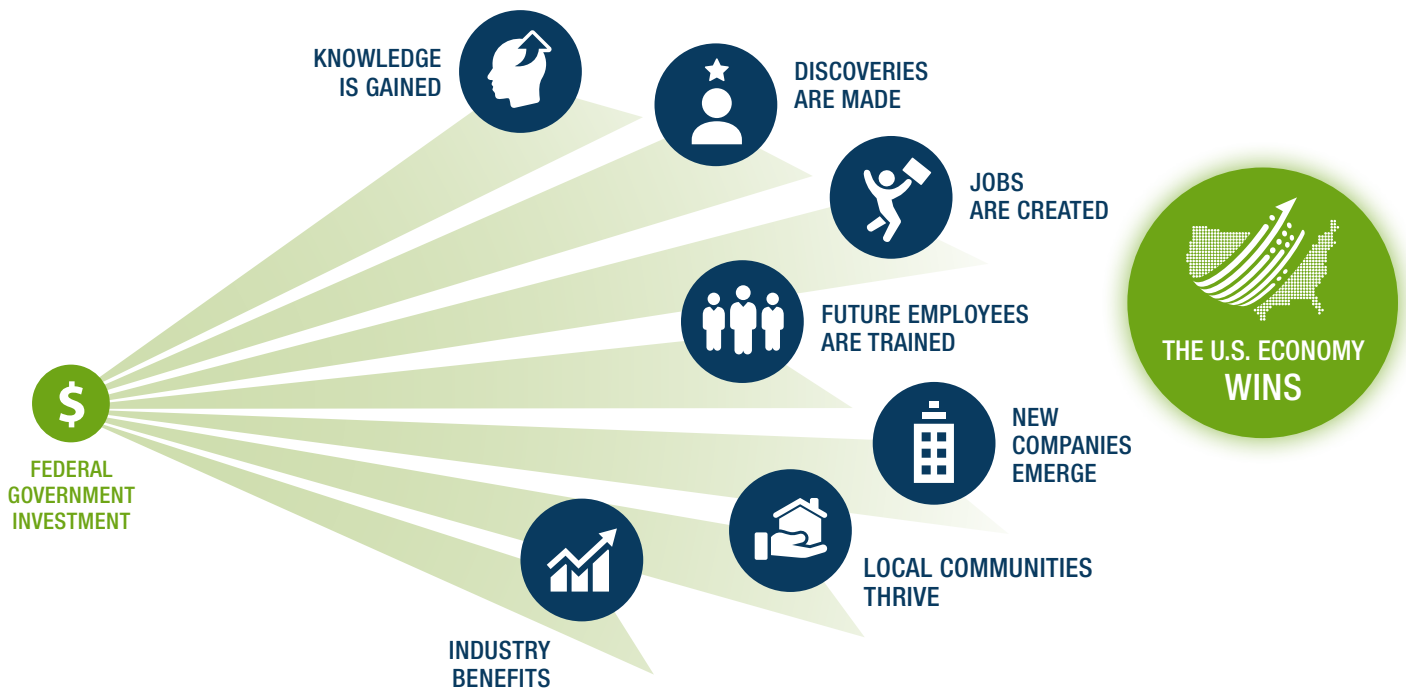 KNOWLEDGE
IS GAINED
DISCOVERIES
ARE MADE
JOBS
ARE CREATED
FUTURE EMPLOYEES
ARE TRAINED
THE U.S. ECONOMY
WINS
$
FEDERAL
GOVERNMENT
INVESTMENT
NEW
COMPANIES
EMERGE
LOCAL COMMUNITIES
THRIVE
INDUSTRY
BENEFITS